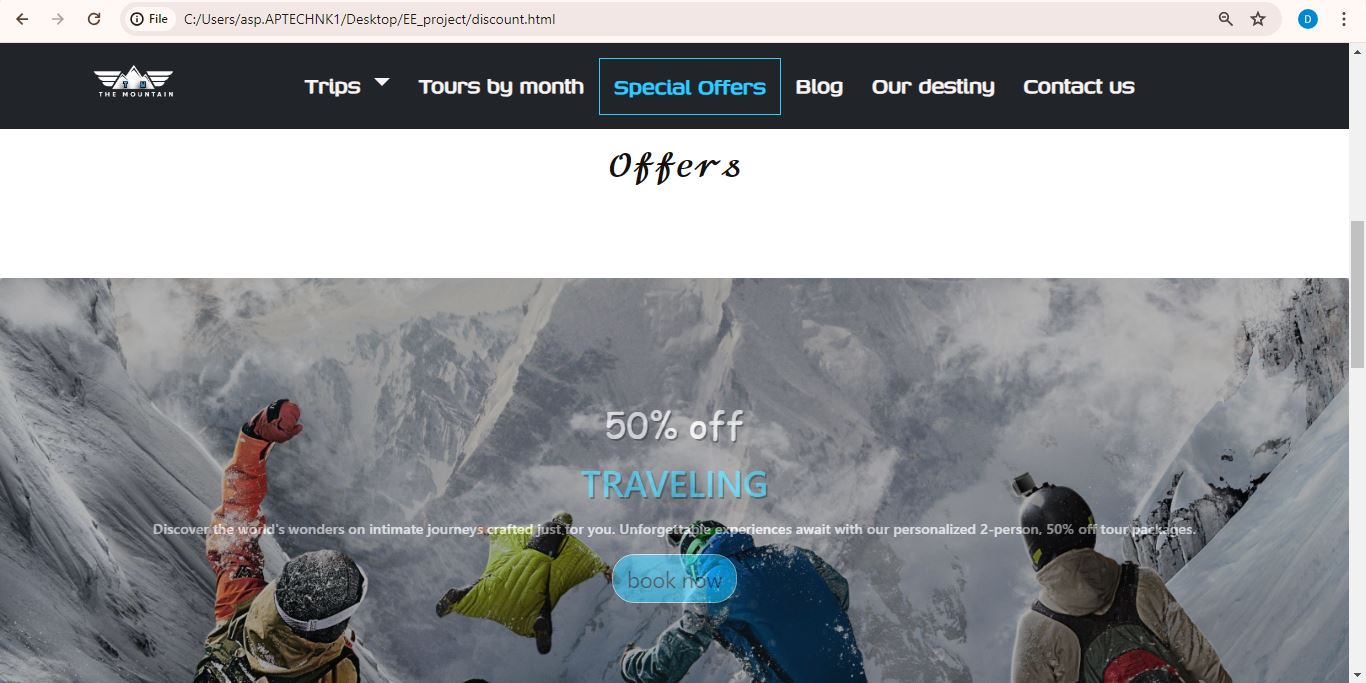 File C:/Users/asp.APTECHNK1/Desktop/EE_project/discount.html D
THE MOUNTAIN
Trips Tours by month Special Offers Blog Our destiny Contact us
Offers
50% off
TRAVELING
Discover the world's wonders on intimate journeys crafted just for you. Unforgettable experiences await with our personalized 2-person, 50% off tour packages.
book now